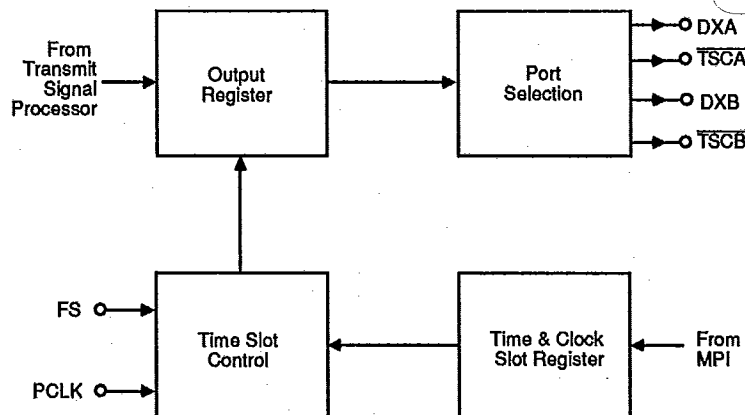 From
Transmit
Signal
Processor
Output
Register
Port
Selection
DXA
TSCA
DXB
TSCB
FS
PCLK
Time Slot
Control
Time & Clock
Slot Register
From
MPI